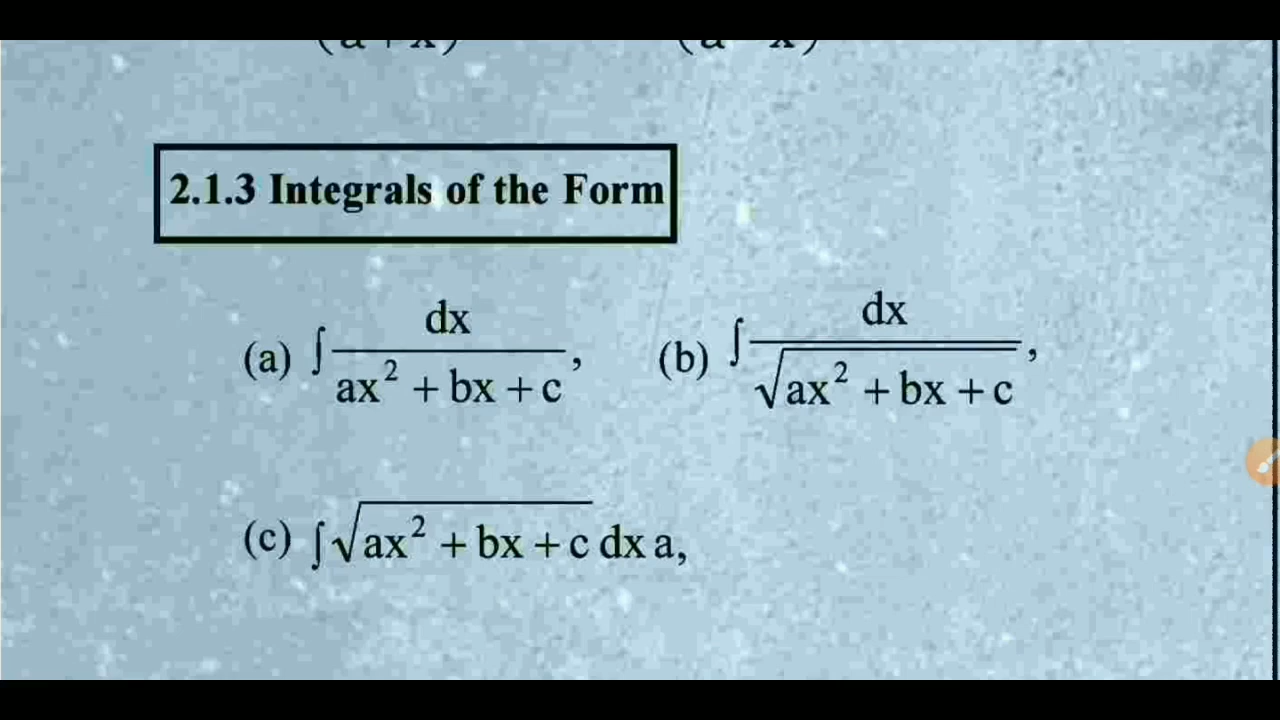 2.1.3 Integrals of the Form
(a) ∫ dx / ax² + bx + c , (b) ∫ dx / √ax² + bx + c ,
(c) ∫ √ax² + bx + c dx a,